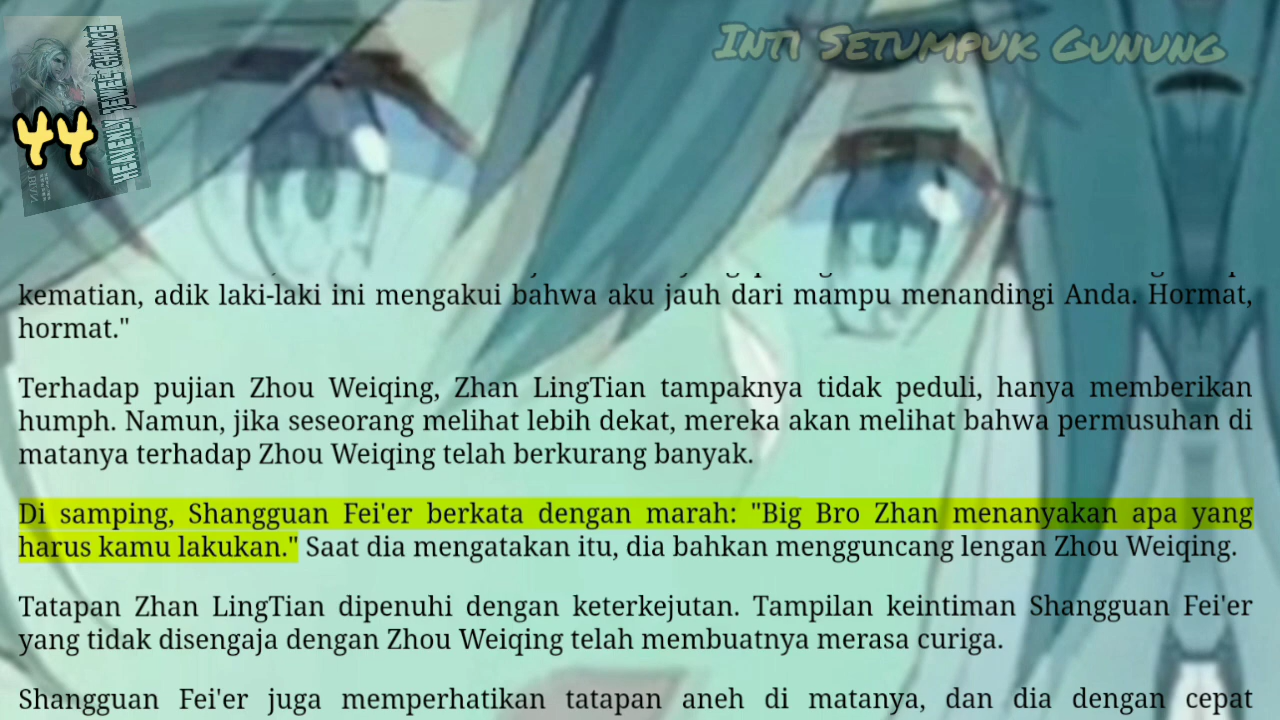 Inti Setumpuk Gunung
HEAVENLY JEWEL CHANGE
44
kematian, adik laki-laki ini mengakui bahwa aku jauh dari mampu menandingi Anda. Hormat,
hormat."
Terhadap pujian Zhou Weiqing, Zhan LingTian tampaknya tidak peduli, hanya memberikan
humph. Namun, jika seseorang melihat lebih dekat, mereka akan melihat bahwa permusuhan di
matanya terhadap Zhou Weiqing telah berkurang banyak.
Di samping, Shangguan Fei'er berkata dengan marah: "Big Bro Zhan menanyakan apa yang
harus kamu lakukan." Saat dia mengatakan itu, dia bahkan mengguncang lengan Zhou Weiqing.
Tatapan Zhan LingTian dipenuhi dengan keterkejutan. Tampilan keintiman Shangguan Fei'er
yang tidak disengaja dengan Zhou Weiqing telah membuatnya merasa curiga.
Shangguan Fei'er juga memperhatikan tatapan aneh di matanya, dan dia dengan cepat